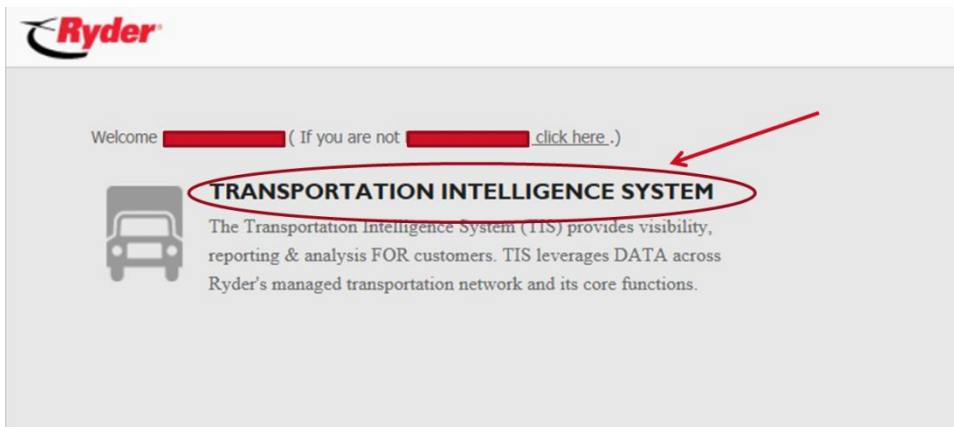 Ryder
Welcome ( If you are not click here .)
TRANSPORTATION INTELLIGENCE SYSTEM
The Transportation Intelligence System (TIS) provides visibility,
reporting & analysis FOR customers. TIS leverages DATA across
Ryder's managed transportation network and its core functions.